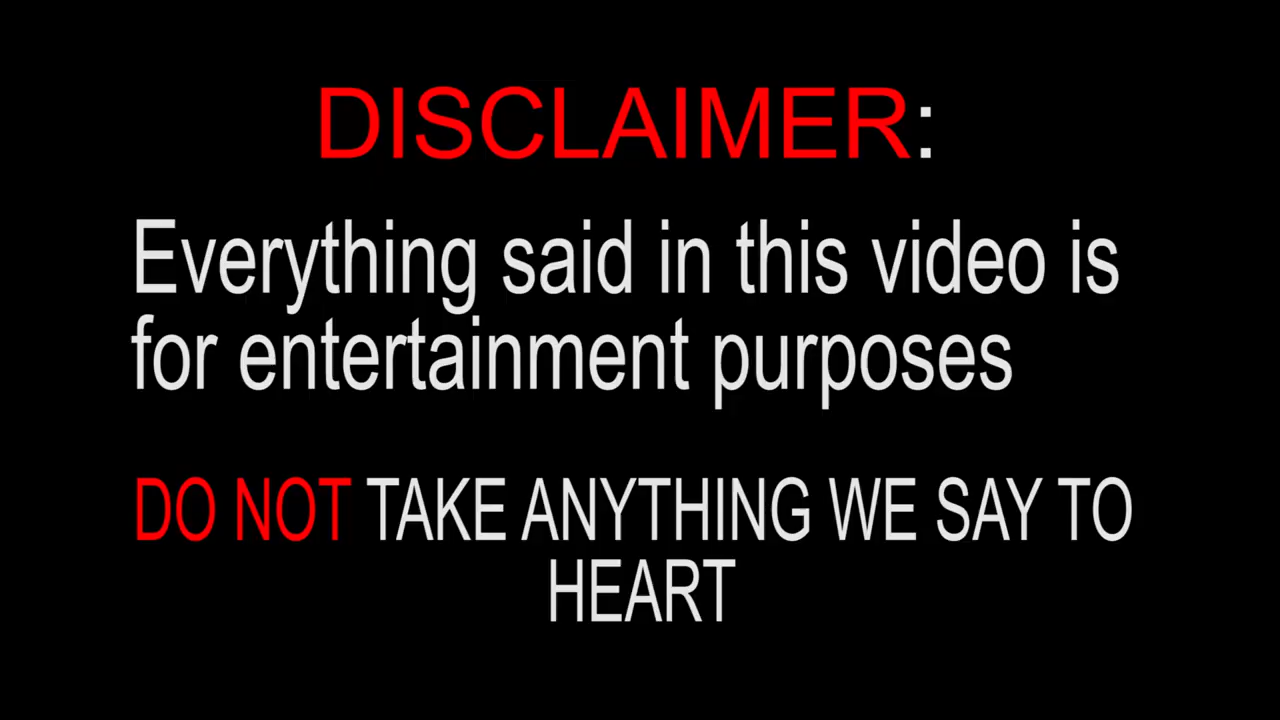 DISCLAIMER:
Everything said in this video is
for entertainment purposes
DO NOT TAKE ANYTHING WE SAY TO
HEART